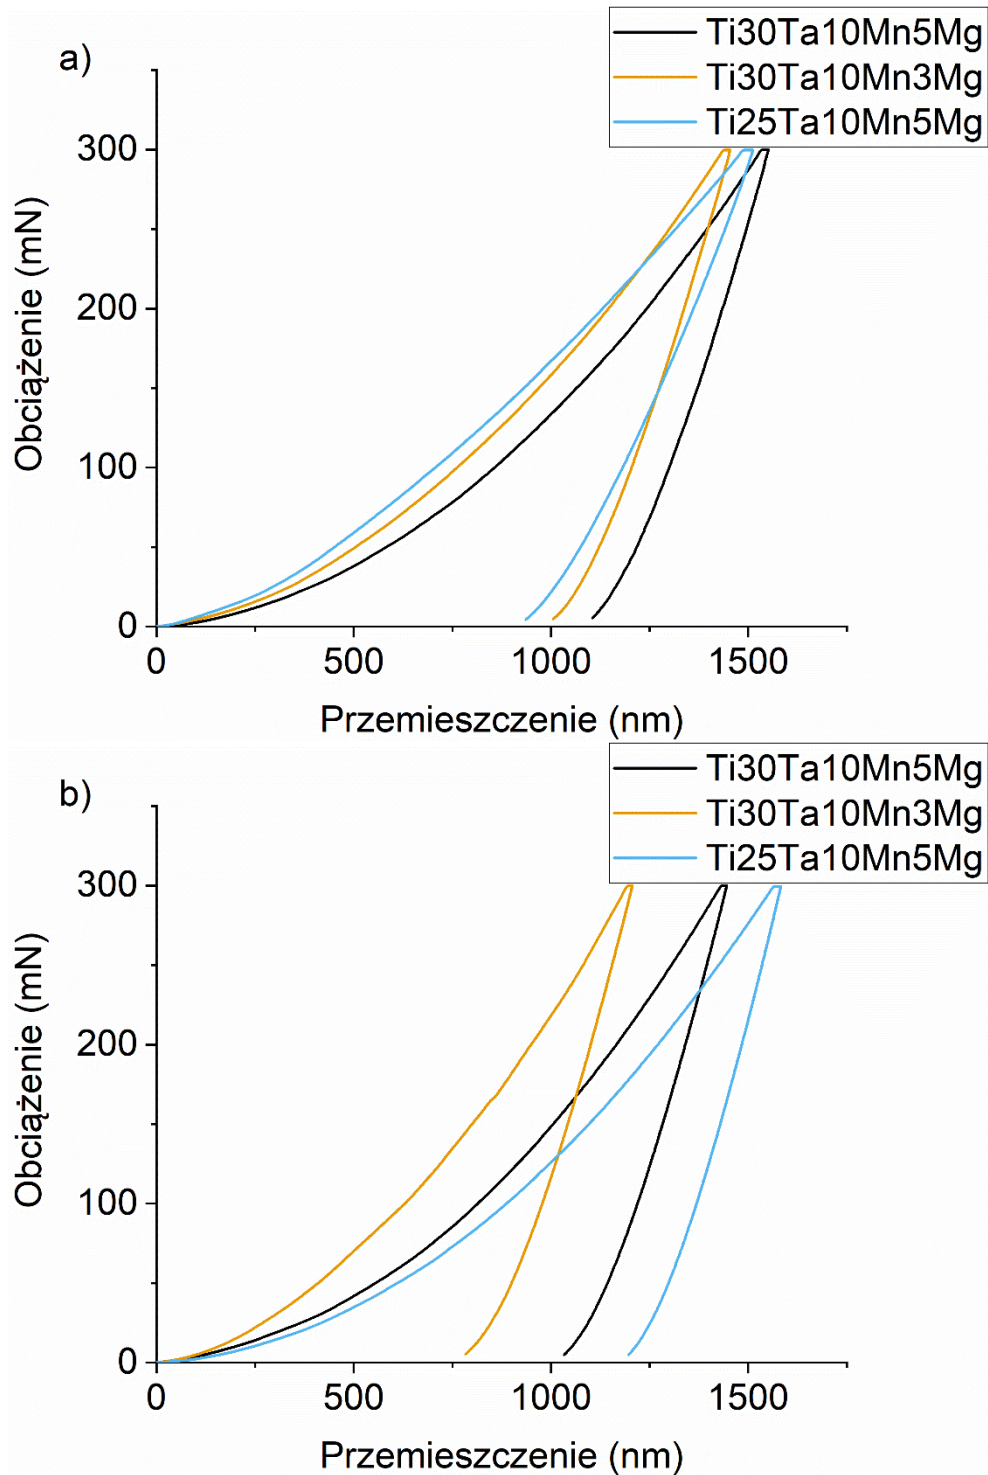 a)
Ti30Ta10Mn5Mg
Ti30Ta10Mn3Mg
Ti25Ta10Mn5Mg
300
200
100
0
Obciążenie (mN)
0 500 1000 1500
Przemieszczenie (nm)
b)
Ti30Ta10Mn5Mg
Ti30Ta10Mn3Mg
Ti25Ta10Mn5Mg
300
200
100
0
Obciążenie (mN)
0 500 1000 1500
Przemieszczenie (nm)